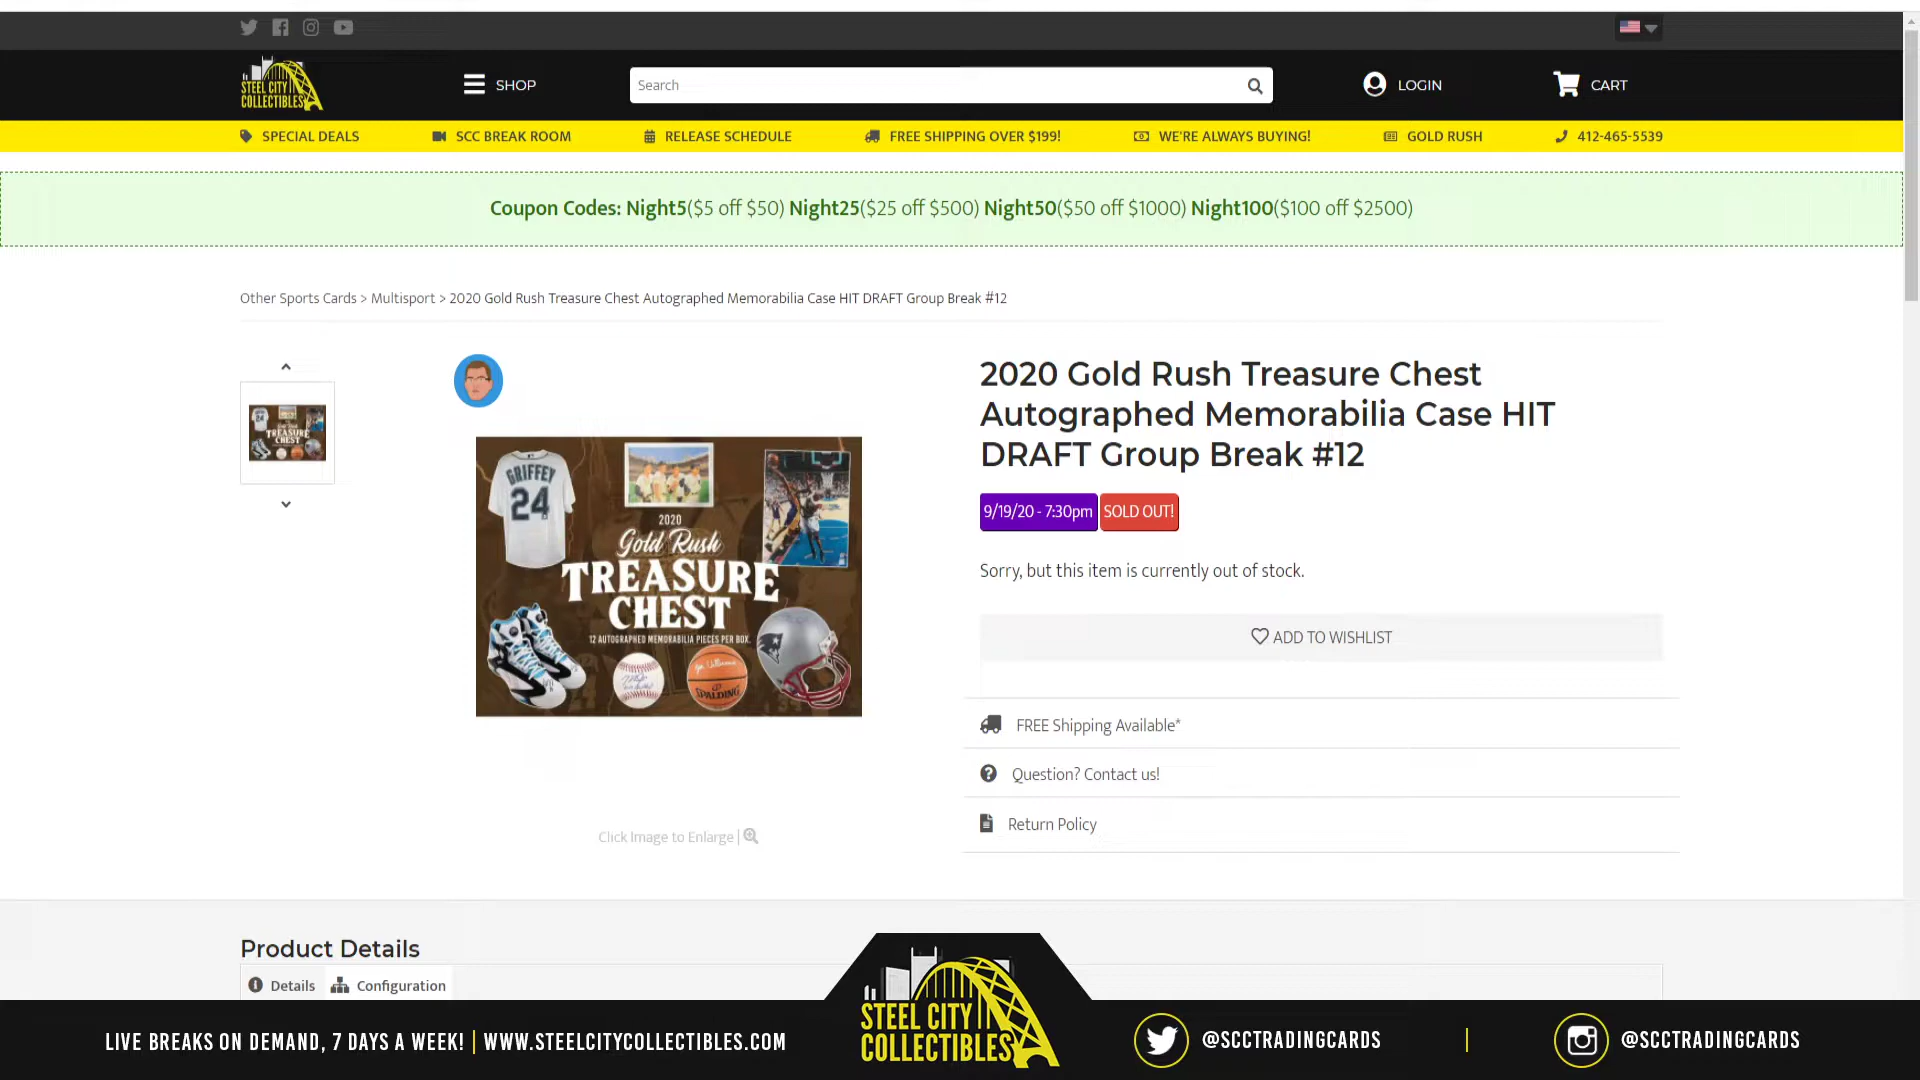 STEEL CITY
COLLECTIBLES
SHOP
Search
LOGIN
CART
SPECIAL DEALS
SCC BREAK ROOM
RELEASE SCHEDULE
FREE SHIPPING OVER $199!
WE'RE ALWAYS BUYING!
GOLD RUSH
412-465-5539
Coupon Codes: Night5($5 off $50) Night25($25 off $500) Night50($50 off $1000) Night100($100 off $2500)
Other Sports Cards > Multisport > 2020 Gold Rush Treasure Chest Autographed Memorabilia Case HIT DRAFT Group Break #12
TREASURE
CHEST
GRIFFEY
24
2020
Gold Rush
TREASURE
CHEST
12 AUTOGRAPHED MEMORABILIA PIECES PER BOX.
SPALDING
2020 Gold Rush Treasure Chest
Autographed Memorabilia Case HIT
DRAFT Group Break #12
9/19/20 - 7:30pm
SOLD OUT!
Sorry, but this item is currently out of stock.
ADD TO WISHLIST
FREE Shipping Available*
Question? Contact us!
Return Policy
Click Image to Enlarge |
Product Details
Details
Configuration
LIVE BREAKS ON DEMAND, 7 DAYS A WEEK! | WWW.STEELCITYCOLLECTIBLES.COM
STEEL CITY
COLLECTIBLES
@SCCTRADINGCARDS
|
@SCCTRADINGCARDS